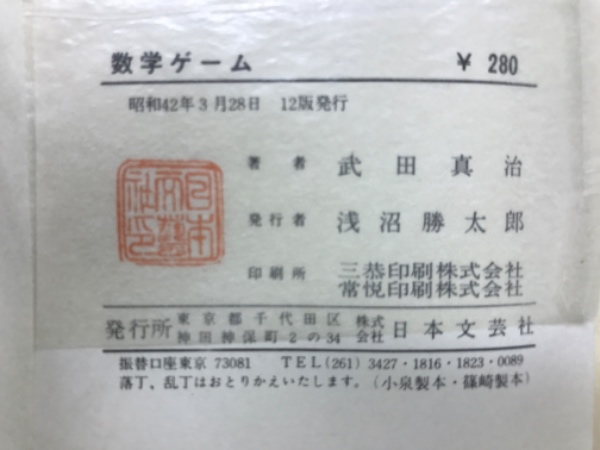 数学ゲーム ￥ 280
昭和42年3月28日 12版発行
著者 武田真治
発行者 浅沼勝太郎
印刷所 三恭印刷株式会社
常悦印刷株式会社
発行所 東京都千代田区神田神保町2の34 株式会社 日本文芸社
振替口座東京 73081 TEL(261) 3427・1816・1823・0089
落丁、乱丁はおとりかえいたします。(小泉製本・篠崎製本)
日本文藝社印